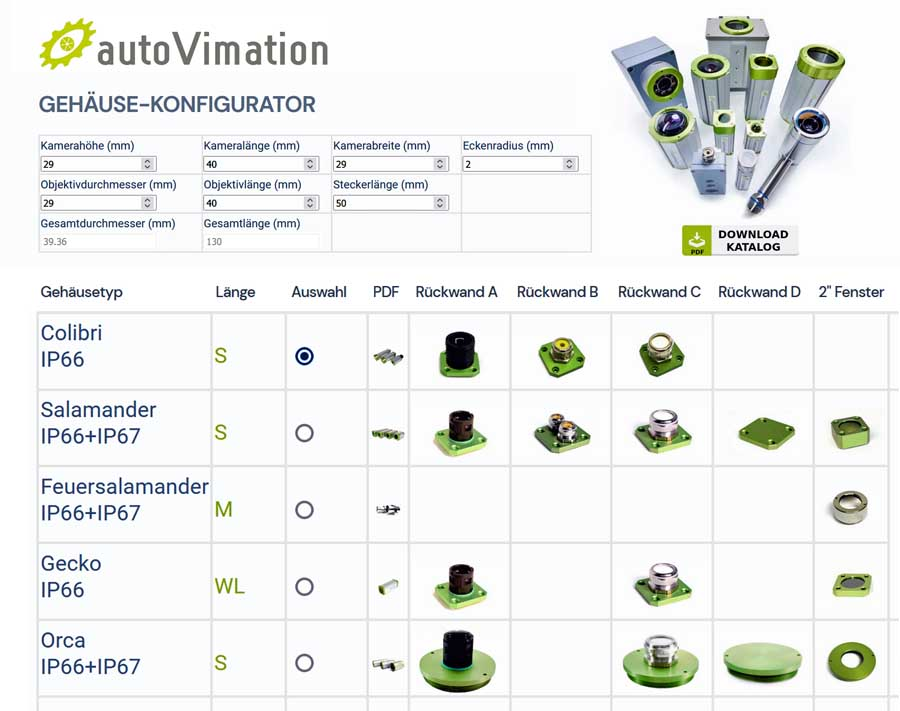 autoVimation
GEHÄUSE-KONFIGURATOR
Kamerahöhe (mm) Kameralänge (mm) Kamerabreite (mm) Eckenradius (mm)
29 40 29 2
Objektivdurchmesser (mm) Objektivlänge (mm) Steckerlänge (mm)
29 40 50
Gesamtdurchmesser (mm) Gesamtlänge (mm)
39.36 130
PDF
DOWNLOAD
KATALOG
Gehäusetyp Länge Auswahl PDF Rückwand A Rückwand B Rückwand C Rückwand D 2" Fenster
Colibri
IP66
S
Salamander
IP66+IP67
S
Feuersalamander
IP66+IP67
M
Gecko
IP66
WL
Orca
IP66+IP67
S